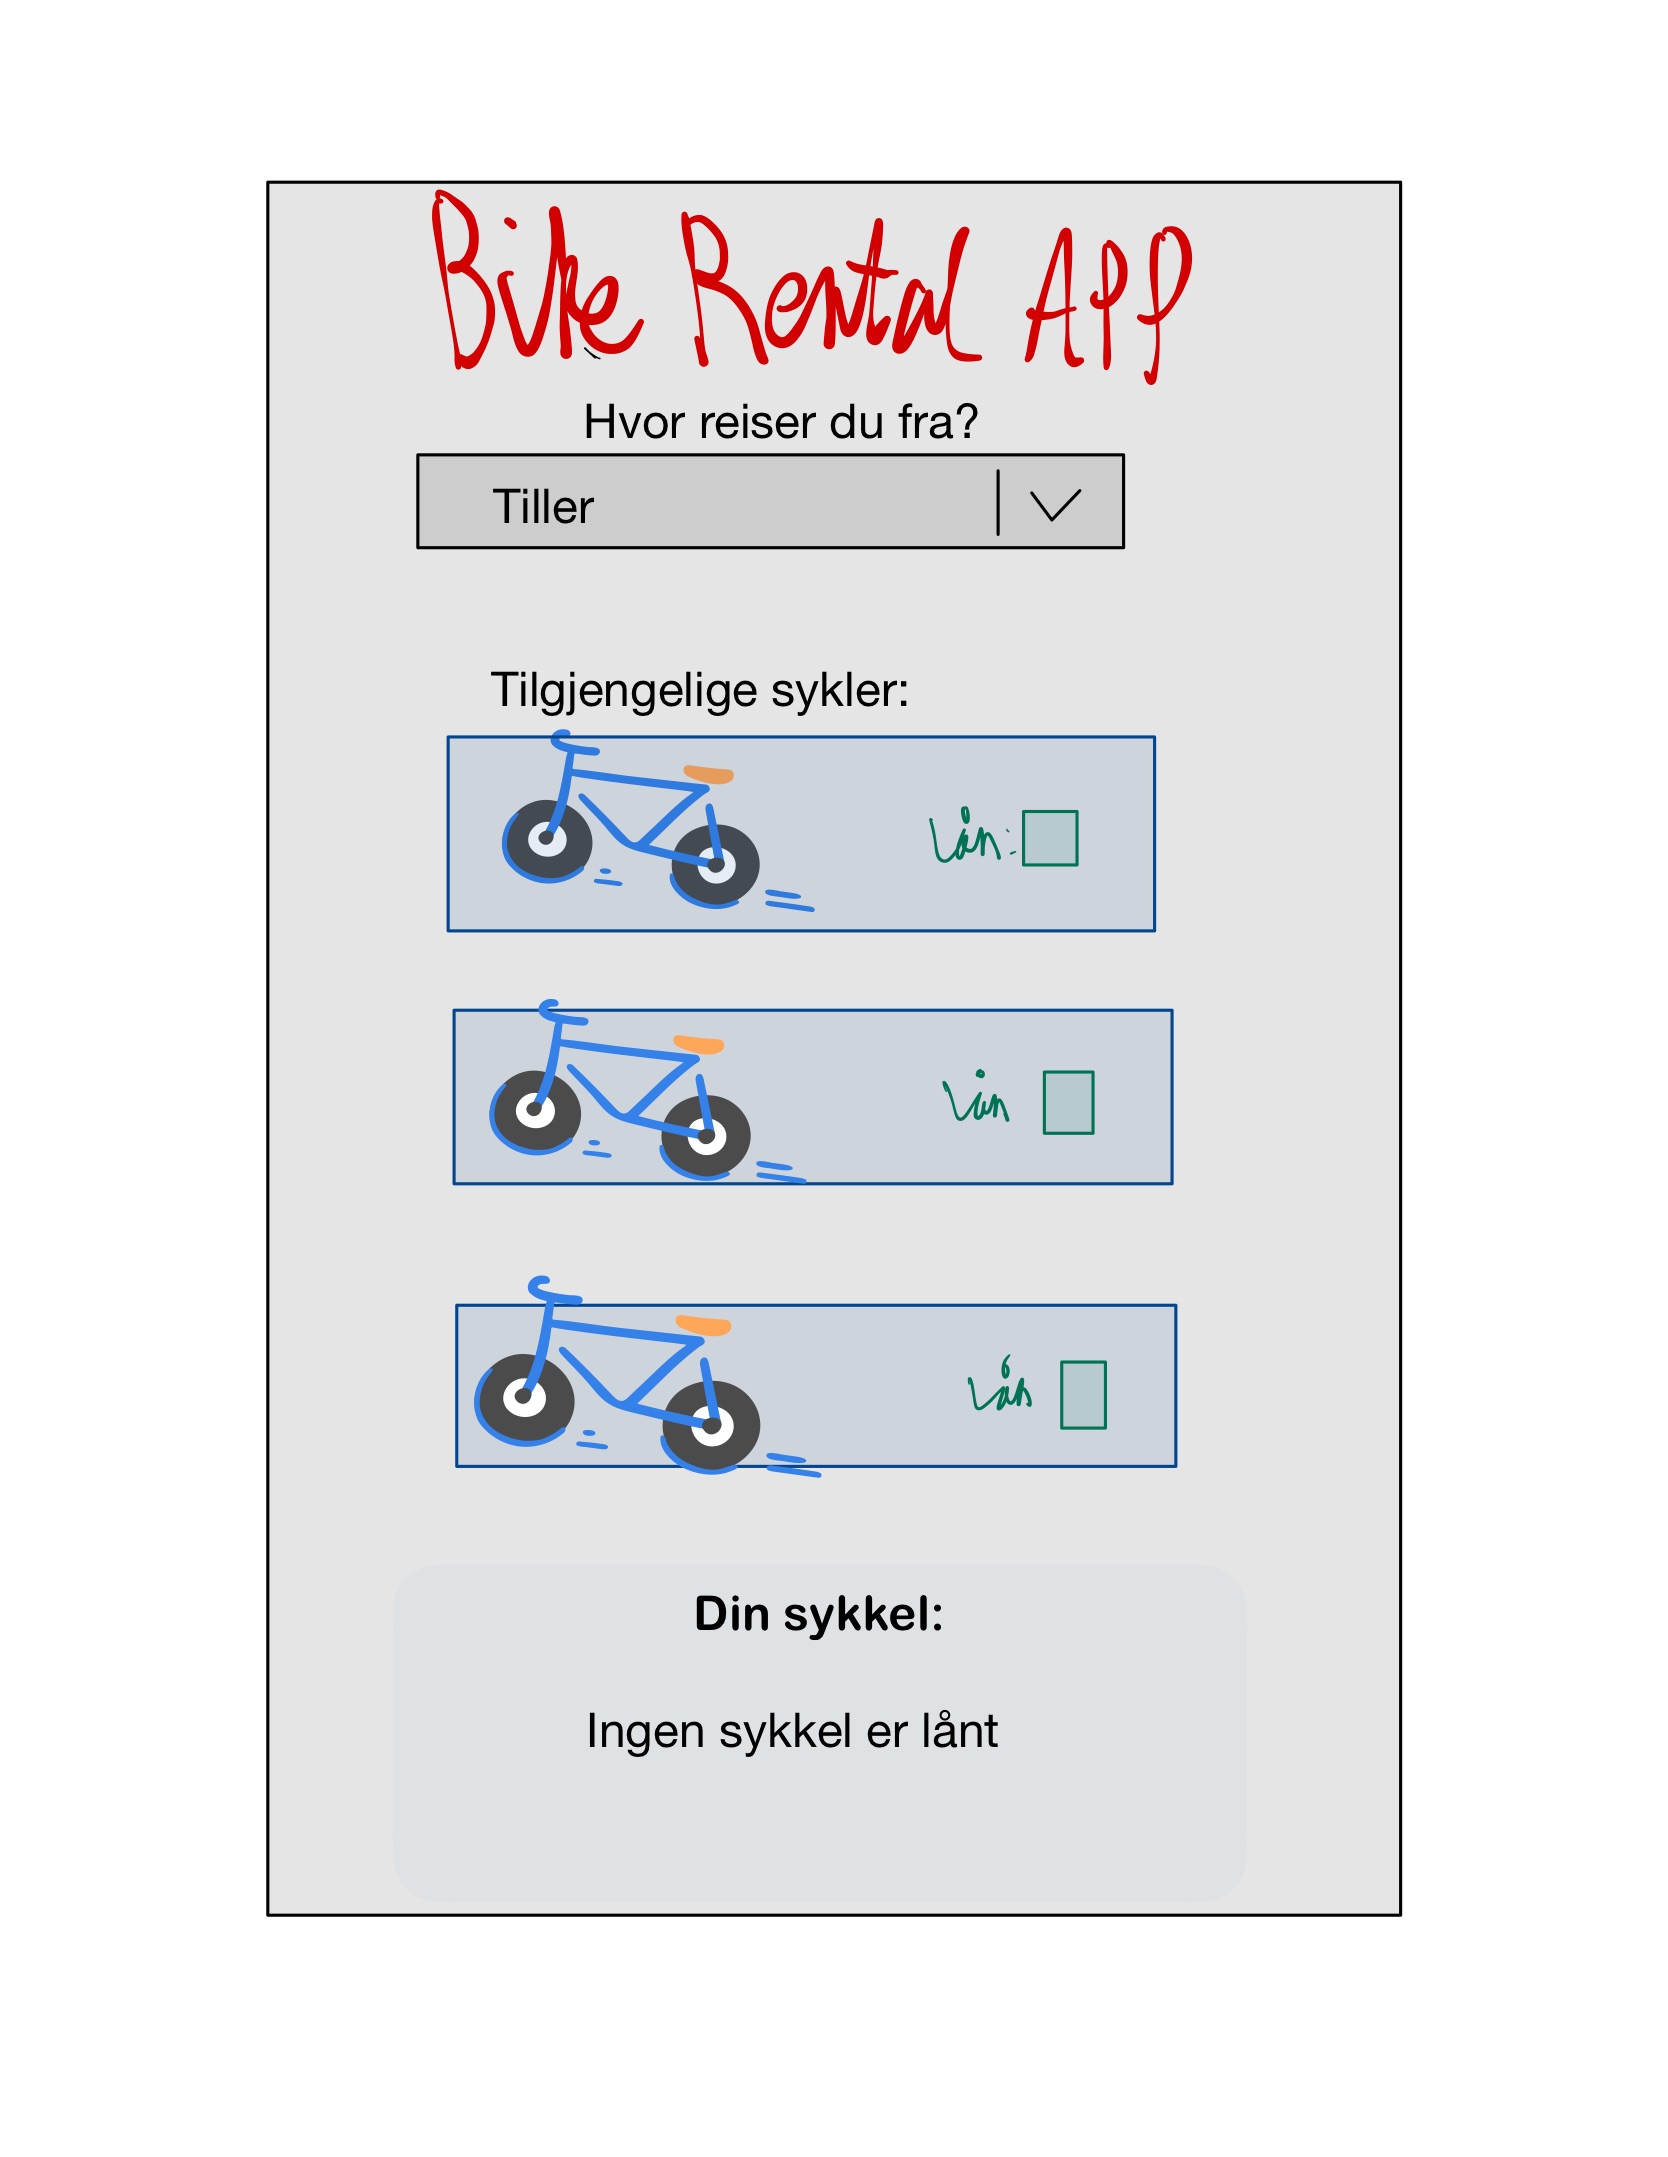 Bike Rental APP
Hvor reiser du fra?
Tiller
Tilgjengelige sykler:
Lån:
Lån
Lån
Din sykkel:
Ingen sykkel er lånt